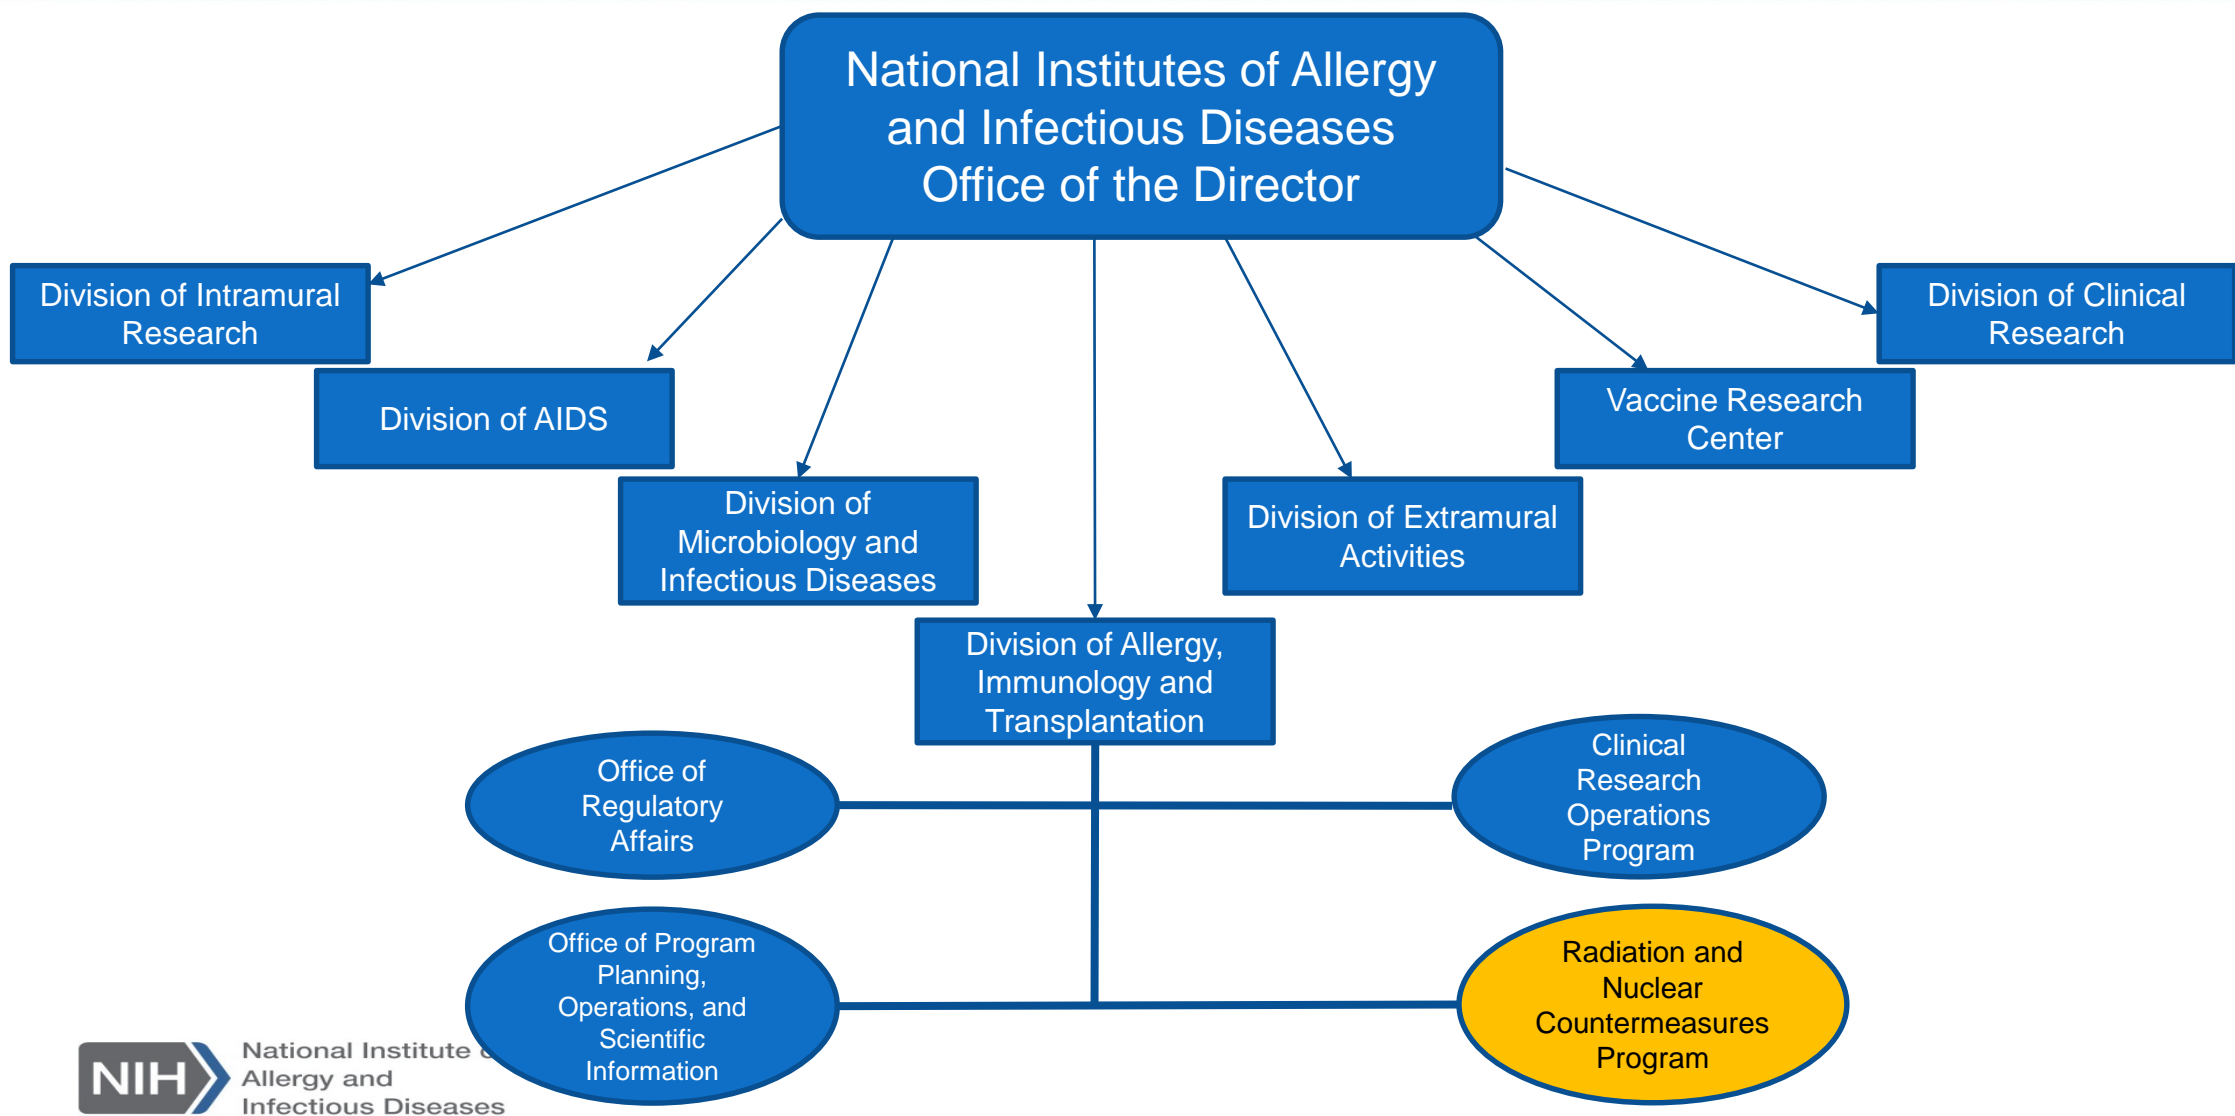 National Institutes of Allergy
and Infectious Diseases
Office of the Director
Division of Intramural
Research
Division of Clinical
Research
Division of AIDS
Vaccine Research
Center
Division of
Microbiology and
Infectious Diseases
Division of Extramural
Activities
Division of Allergy,
Immunology and
Transplantation
Office of
Regulatory
Affairs
Clinical
Research
Operations
Program
Office of Program
Planning,
Operations, and
Scientific
Information
Radiation and
Nuclear
Countermeasures
Program
NIH
National Institute
Allergy and
Infectious Diseases